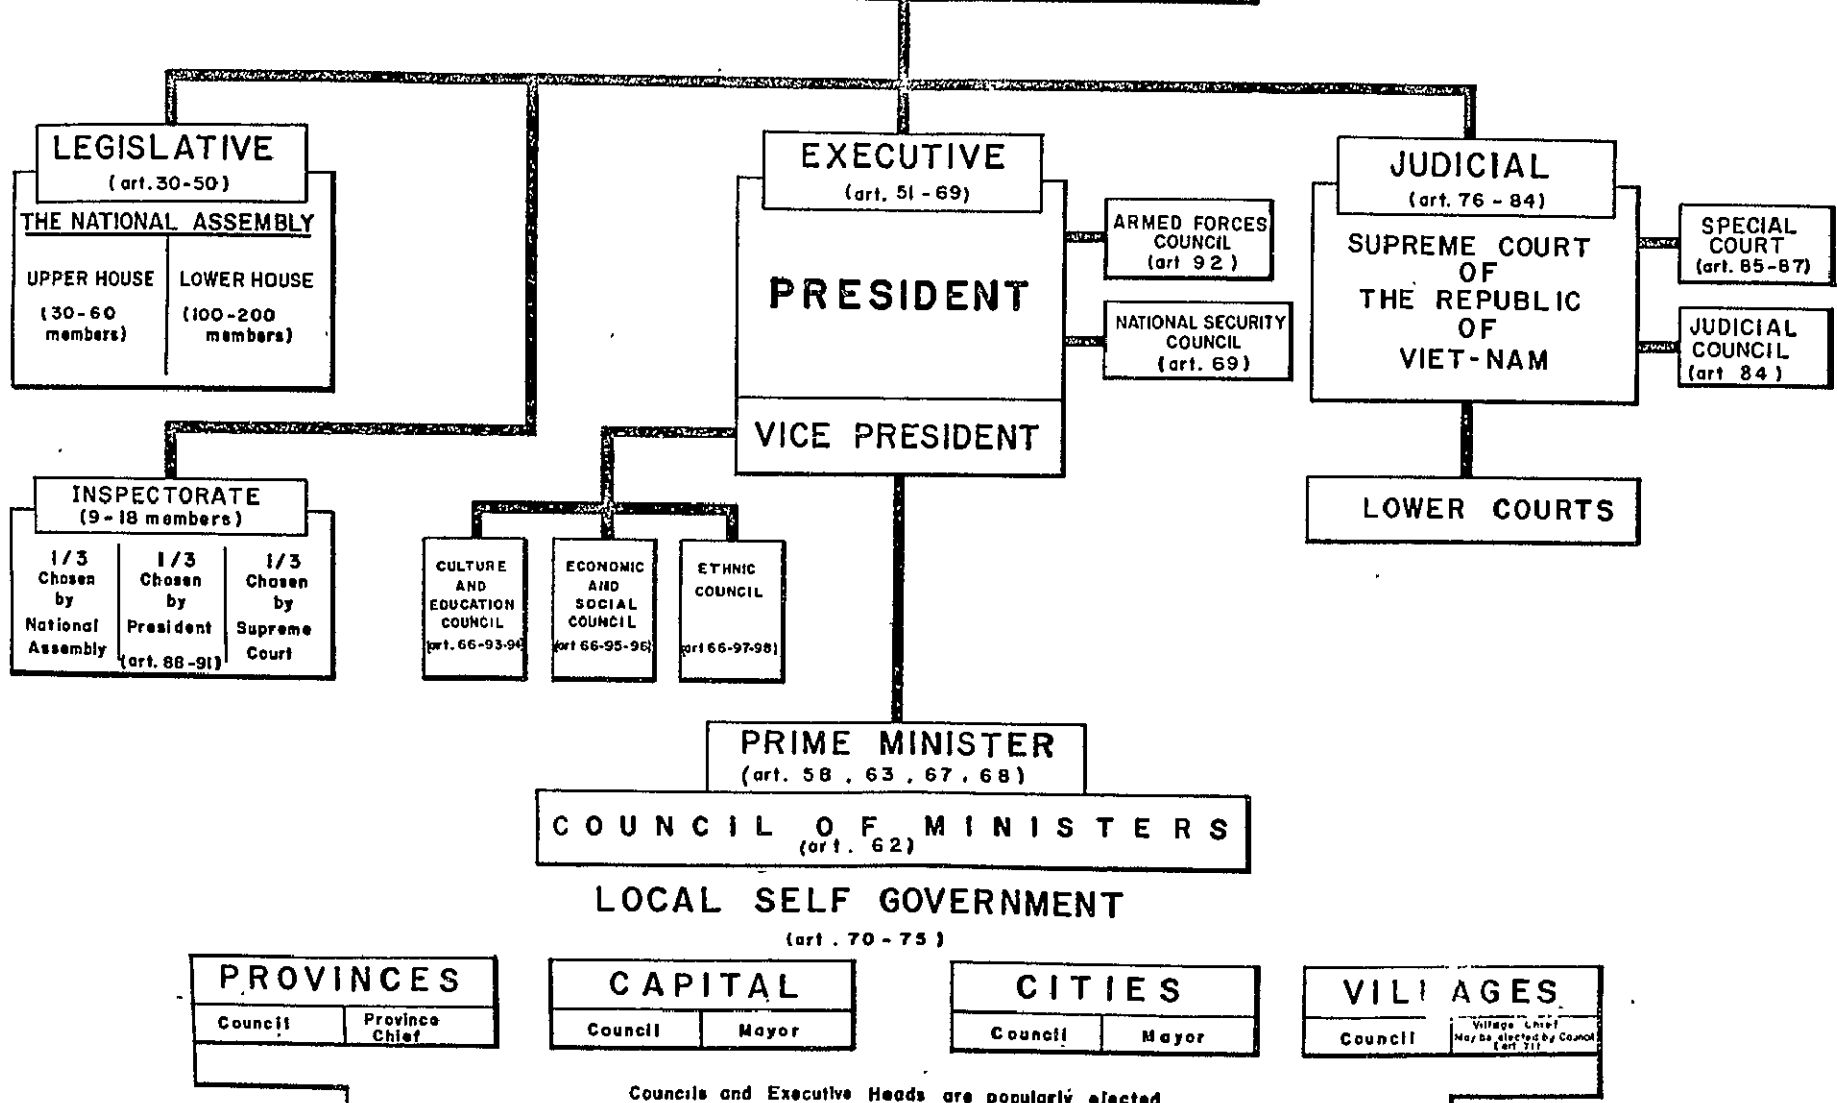 LEGISLATIVE
(art. 30-50)
THE NATIONAL ASSEMBLY
UPPER HOUSE
(30-60
members)
LOWER HOUSE
(100-200
members)
EXECUTIVE
(art. 51-69)
PRESIDENT
VICE PRESIDENT
ARMED FORCES
COUNCIL
(art 92)
NATIONAL SECURITY
COUNCIL
(art. 69)
JUDICIAL
(art. 76-84)
SUPREME COURT
OF
THE REPUBLIC
OF
VIET-NAM
SPECIAL
COURT
(art. 85-87)
JUDICIAL
COUNCIL
(art 84)
LOWER COURTS
INSPECTORATE
(9-18 members)
1/3
Chosen
by
National
Assembly
1/3
Chosen
by
President
(art. 88-91)
1/3
Chosen
by
Supreme
Court
CULTURE
AND
EDUCATION
COUNCIL
(art. 66-93-94)
ECONOMIC
AND
SOCIAL
COUNCIL
(art 66-95-96)
ETHNIC
COUNCIL
(art 66-97-98)
PRIME MINISTER
(art. 58, 63, 67, 68)
COUNCIL OF MINISTERS
(art. 62)
LOCAL SELF GOVERNMENT
(art. 70-75)
PROVINCES
Council
Province
Chief
CAPITAL
Council
Mayor
CITIES
Council
Mayor
VILLAGES
Council
Village Chief
May be elected by Council
(art 71)
Councils and Executive Heads are popularly elected